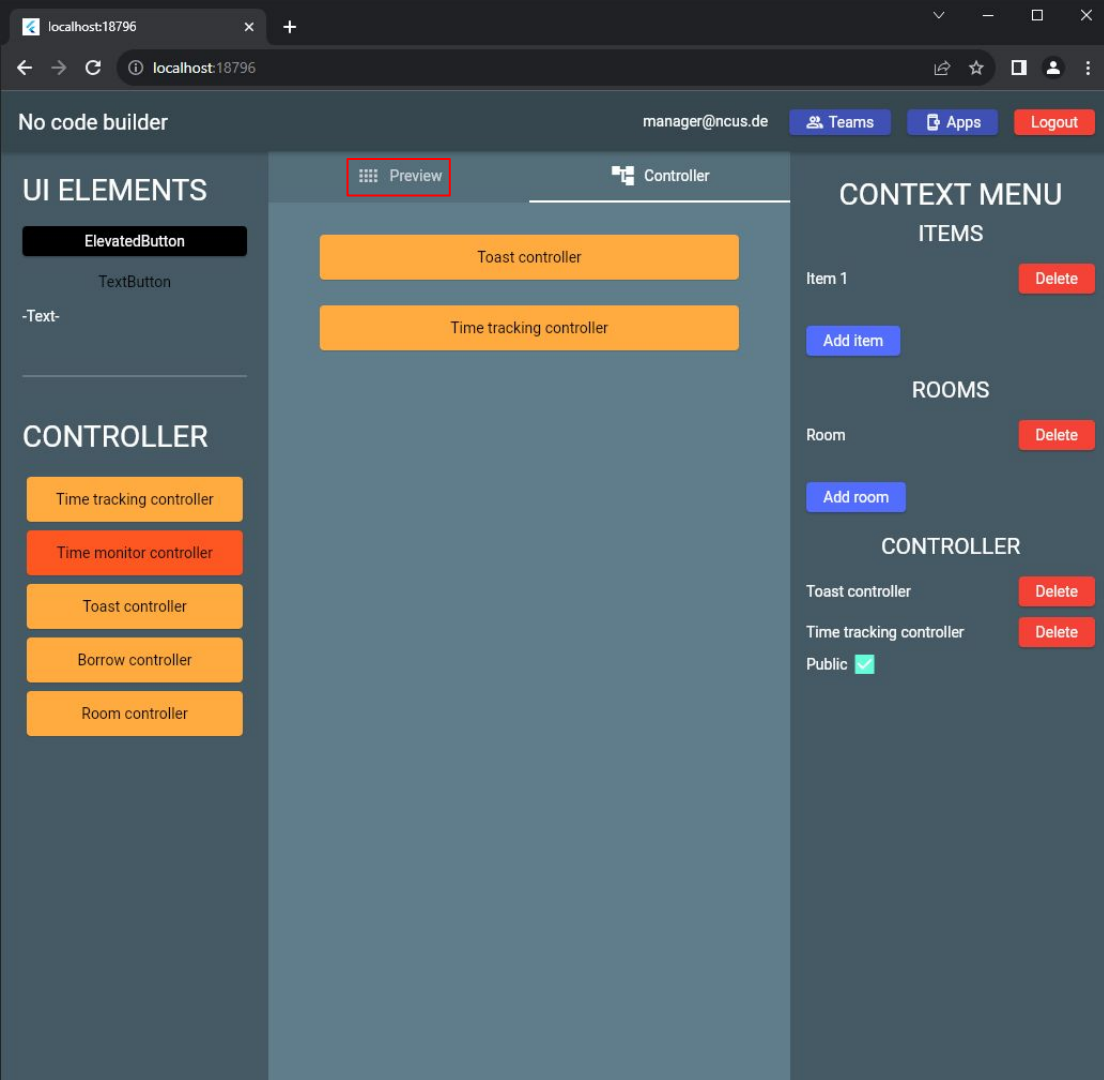 localhost:18796
localhost:18796
No code builder
manager@ncus.de
Teams
Apps
Logout
UI ELEMENTS
ElevatedButton
TextButton
-Text-
CONTROLLER
Time tracking controller
Time monitor controller
Toast controller
Borrow controller
Room controller
Preview
Controller
Toast controller
Time tracking controller
CONTEXT MENU
ITEMS
Item 1
Delete
Add item
ROOMS
Room
Delete
Add room
CONTROLLER
Toast controller
Delete
Time tracking controller
Delete
Public